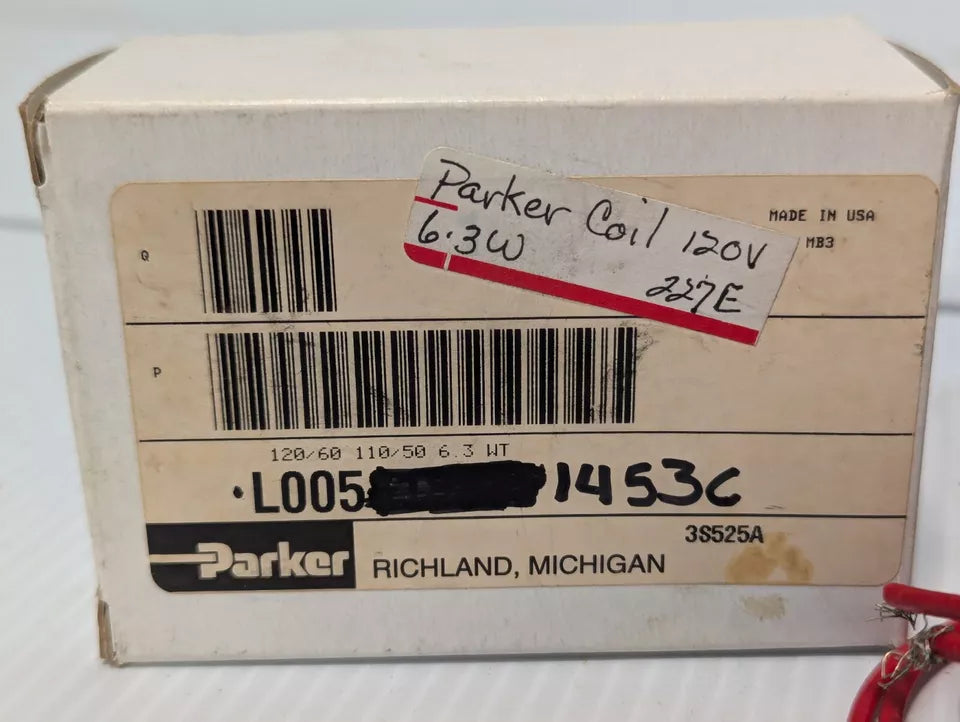 Parker Coil 120V
6.3W
227E
MADE IN USA
MB3
Q
P
120/60 110/50 6.3 WT
L005 1453C
3S525A
Parker
RICHLAND, MICHIGAN